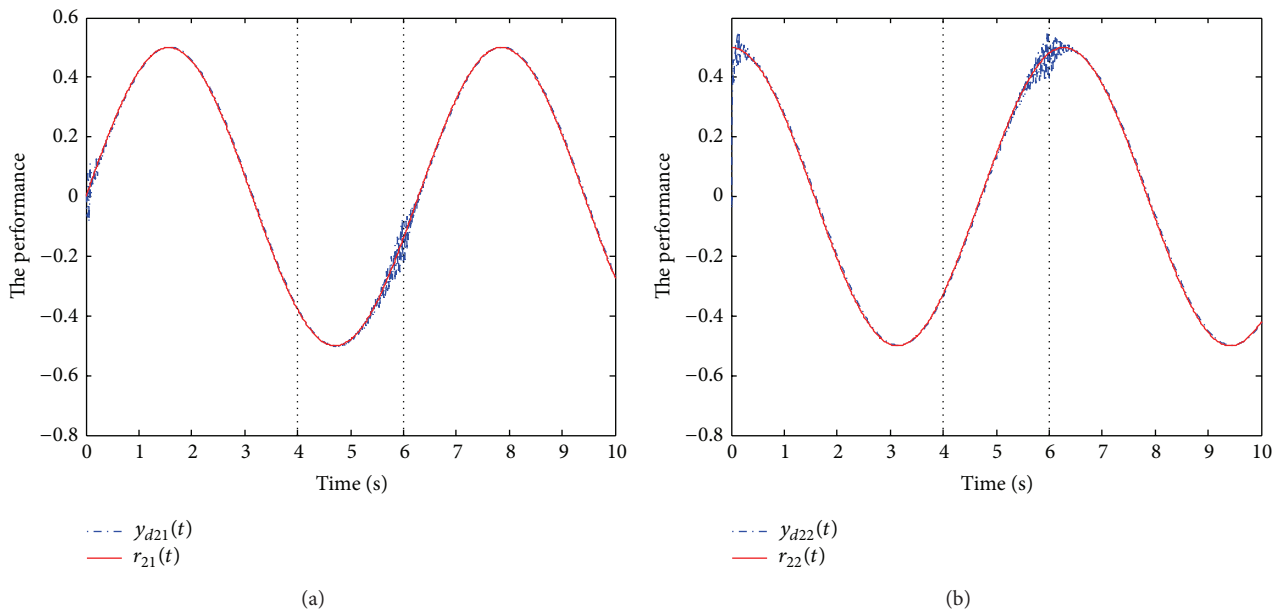 0.6
0.4
0.2
0
−0.2
−0.4
−0.6
−0.8
The performance
0 1 2 3 4 5 6 7 8 9 10
Time (s)
y_{d21}(t)
r_{21}(t)
(a)
0.4
0.2
0
−0.2
−0.4
−0.6
−0.8
The performance
0 1 2 3 4 5 6 7 8 9 10
Time (s)
y_{d22}(t)
r_{22}(t)
(b)